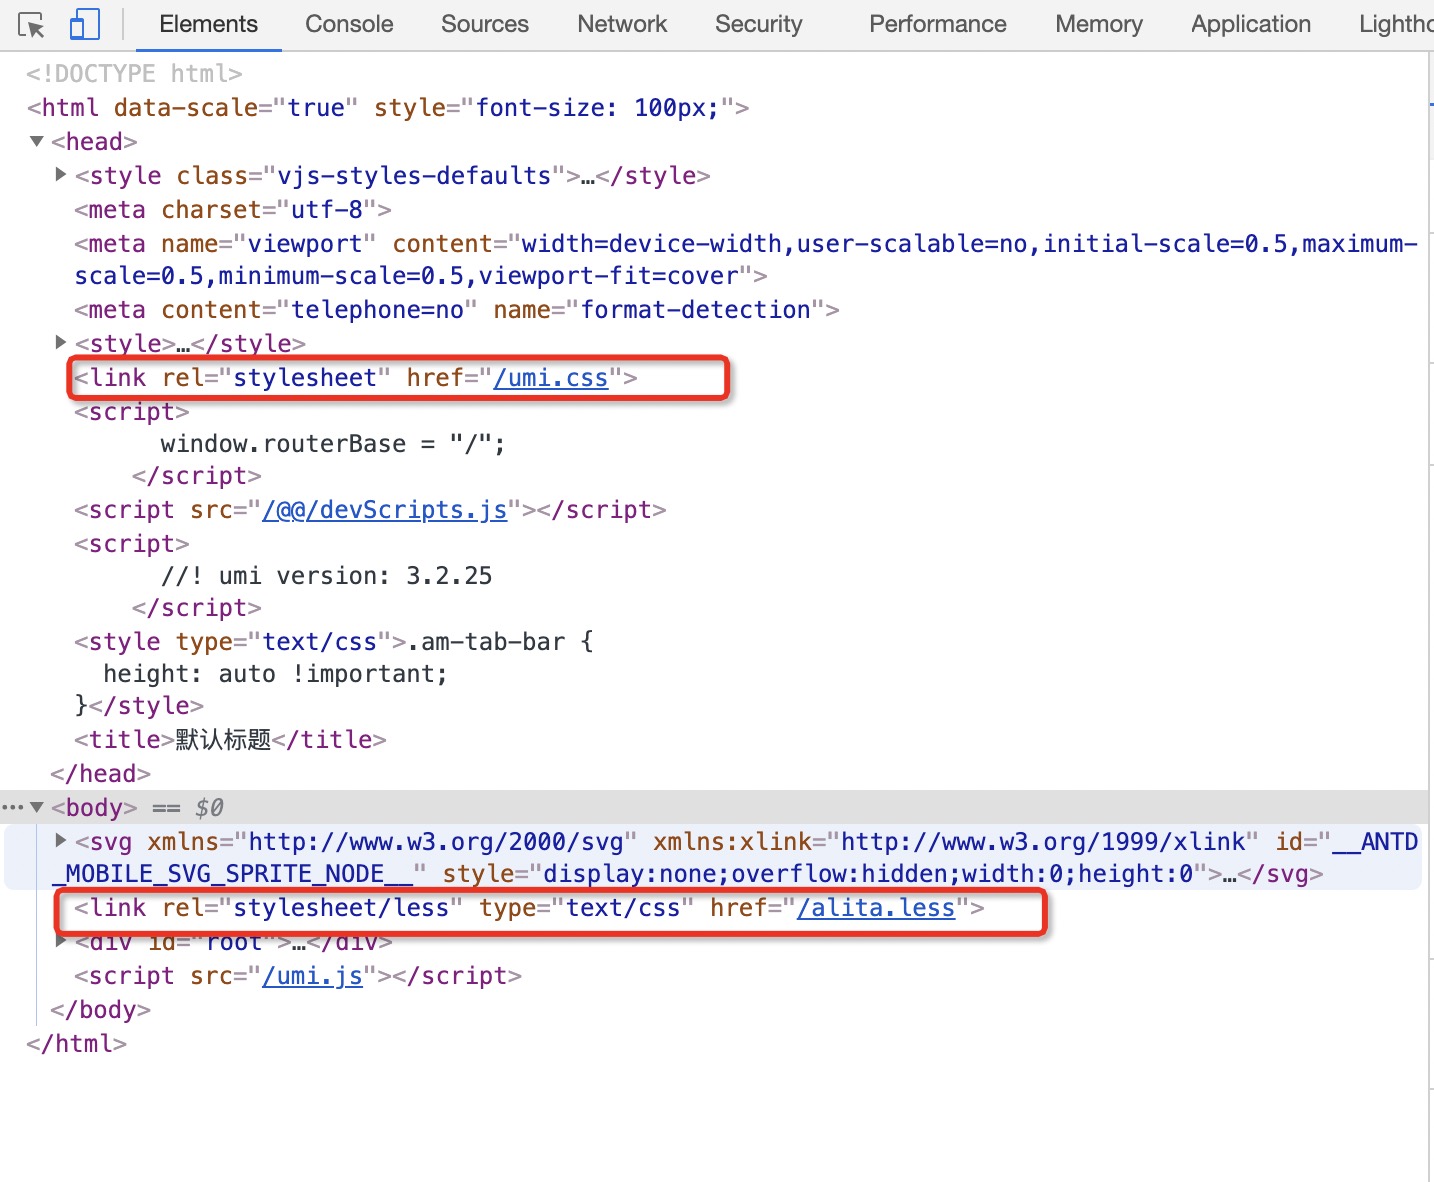 Elements Console Sources Network Security Performance Memory Application Lightho
<!DOCTYPE html>
<html data-scale="true" style="font-size: 100px;">
<head>
<style class="vjs-styles-defaults">…</style>
<meta charset="utf-8">
<meta name="viewport" content="width=device-width,user-scalable=no,initial-scale=0.5,maximum-
scale=0.5,minimum-scale=0.5,viewport-fit=cover">
<meta content="telephone=no" name="format-detection">
<style>…</style>
<link rel="stylesheet" href="/umi.css">
<script>
window.routerBase = "/";
</script>
<script src="/@@/devScripts.js"></script>
<script>
//! umi version: 3.2.25
</script>
<style type="text/css">.am-tab-bar {
height: auto !important;
}</style>
<title>默认标题</title>
</head>
… <body> == $0
<svg xmlns="http://www.w3.org/2000/svg" xmlns:xlink="http://www.w3.org/1999/xlink" id="__ANTD
_MOBILE_SVG_SPRITE_NODE__" style="display:none;overflow:hidden;width:0;height:0">…</svg>
<link rel="stylesheet/less" type="text/css" href="/alita.less">
<div id="root">…</div>
<script src="/umi.js"></script>
</body>
</html>